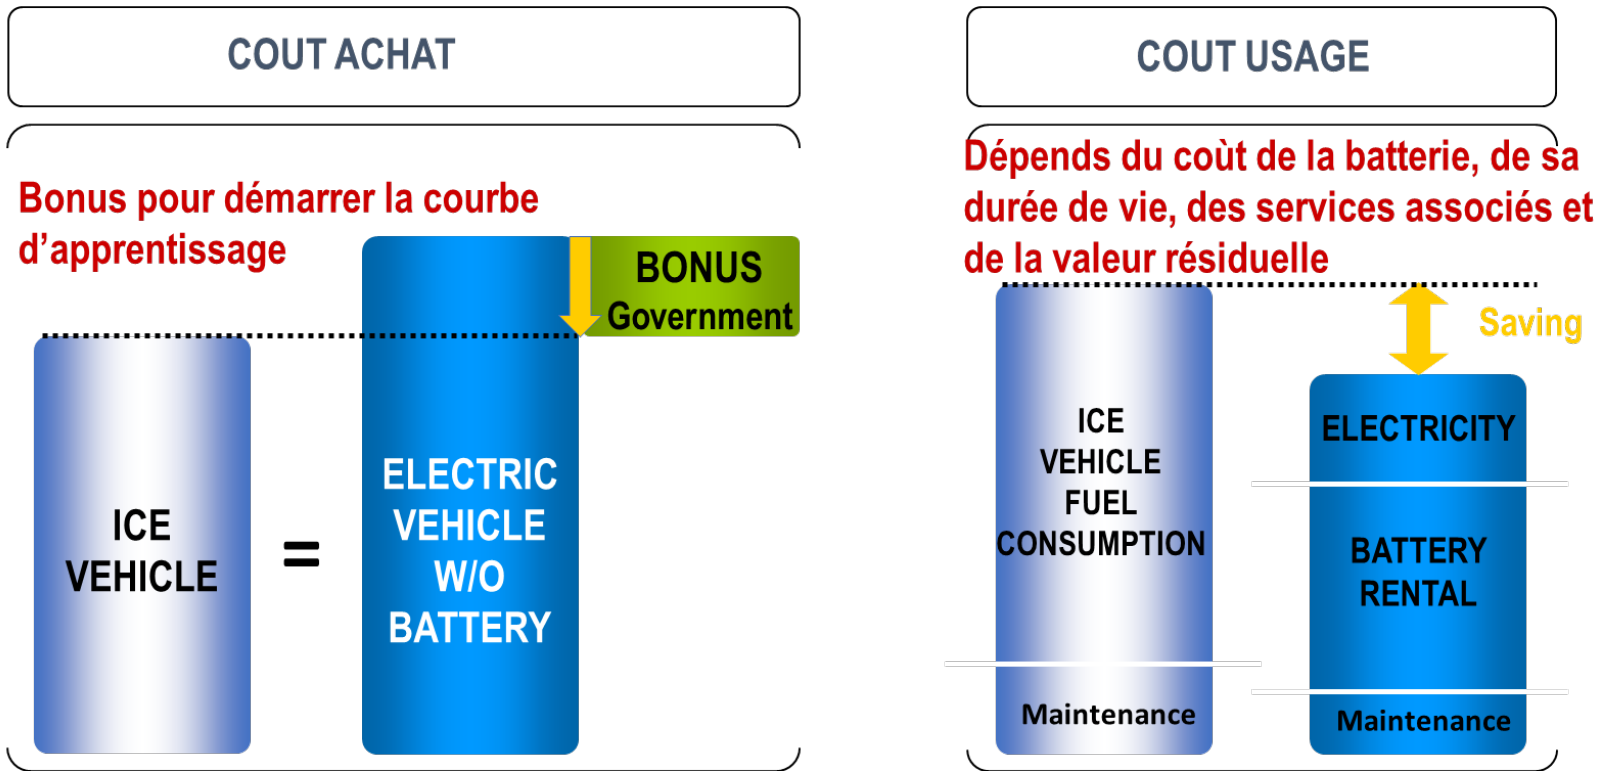 COUT ACHAT
Bonus pour démarrer la courbe
d’apprentissage
BONUS
Government
ICE
VEHICLE
=
ELECTRIC
VEHICLE
W/O
BATTERY
COUT USAGE
Dépends du coùt de la batterie, de sa
durée de vie, des services associés et
de la valeur résiduelle
Saving
ICE
VEHICLE
FUEL
CONSUMPTION
Maintenance
ELECTRICITY
BATTERY
RENTAL
Maintenance